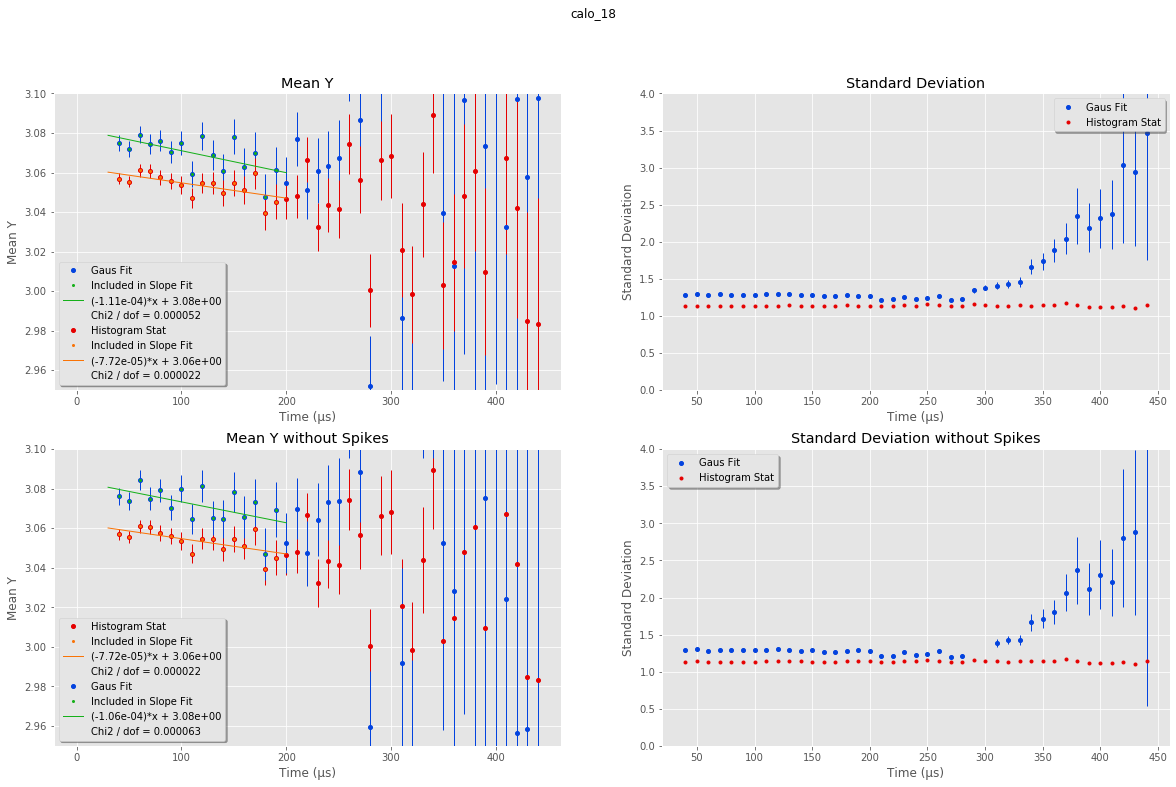 calo_18
Mean Y
Mean Y
3.10
3.08
3.06
3.04
3.02
3.00
2.98
2.96
Gaus Fit
Included in Slope Fit
(-1.11e-04)*x + 3.08e+00
Chi2 / dof = 0.000052
Histogram Stat
Included in Slope Fit
(-7.72e-05)*x + 3.06e+00
Chi2 / dof = 0.000022
0 100 200 300 400
Time (µs)
Standard Deviation
Standard Deviation
4.0
3.5
3.0
2.5
2.0
1.5
1.0
0.5
0.0
Gaus Fit
Histogram Stat
50 100 150 200 250 300 350 400 450
Time (µs)
Mean Y without Spikes
Mean Y
3.10
3.08
3.06
3.04
3.02
3.00
2.98
2.96
Histogram Stat
Included in Slope Fit
(-7.72e-05)*x + 3.06e+00
Chi2 / dof = 0.000022
Gaus Fit
Included in Slope Fit
(-1.06e-04)*x + 3.08e+00
Chi2 / dof = 0.000063
0 100 200 300 400
Time (µs)
Standard Deviation without Spikes
Standard Deviation
4.0
3.5
3.0
2.5
2.0
1.5
1.0
0.5
0.0
Gaus Fit
Histogram Stat
50 100 150 200 250 300 350 400 450
Time (µs)